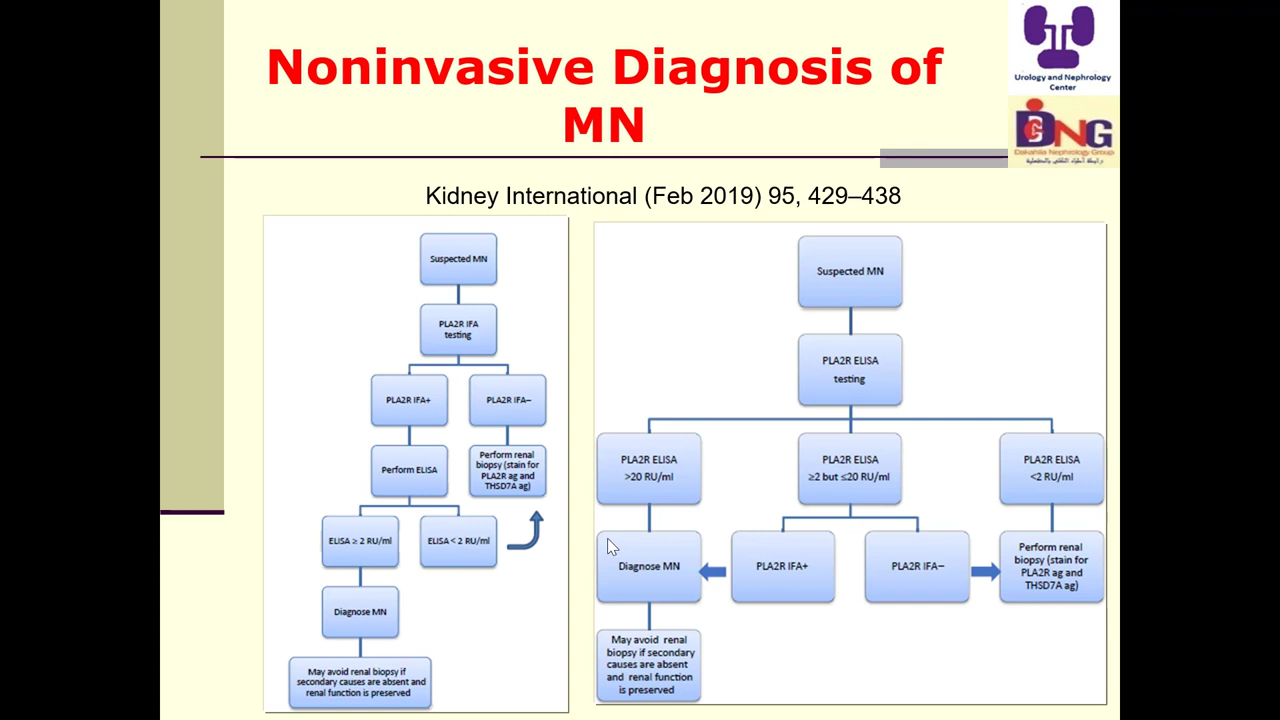 Noninvasive Diagnosis of
MN
Urology and Nephrology
Center
DCNG
Dakahlia Nephrology Group
Kidney International (Feb 2019) 95, 429–438
Suspected MN
PLA2R IFA
testing
PLA2R IFA+
PLA2R IFA–
Perform ELISA
Perform renal
biopsy (stain for
PLA2R ag and
THSD7A ag)
ELISA ≥ 2 RU/ml
ELISA < 2 RU/ml
Diagnose MN
May avoid renal biopsy if
secondary causes are absent and
renal function is preserved
Suspected MN
PLA2R ELISA
testing
PLA2R ELISA
>20 RU/ml
PLA2R ELISA
≥2 but ≤20 RU/ml
PLA2R ELISA
<2 RU/ml
Diagnose MN
PLA2R IFA+
PLA2R IFA–
Perform renal
biopsy (stain for
PLA2R ag and
THSD7A ag)
May avoid renal
biopsy if secondary
causes are absent
and renal function
is preserved